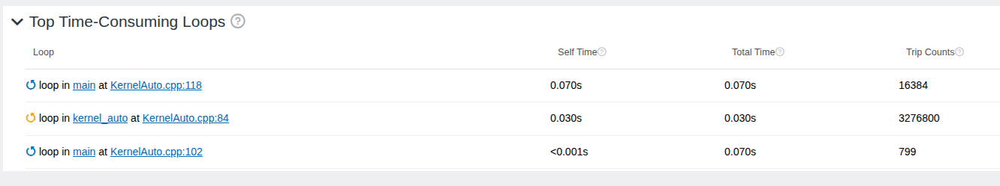 Top Time-Consuming Loops ?
Loop Self Time? Total Time? Trip Counts?
loop in main at KernelAuto.cpp:118 0.070s 0.070s 16384
loop in kernel_auto at KernelAuto.cpp:84 0.030s 0.030s 3276800
loop in main at KernelAuto.cpp:102 <0.001s 0.070s 799